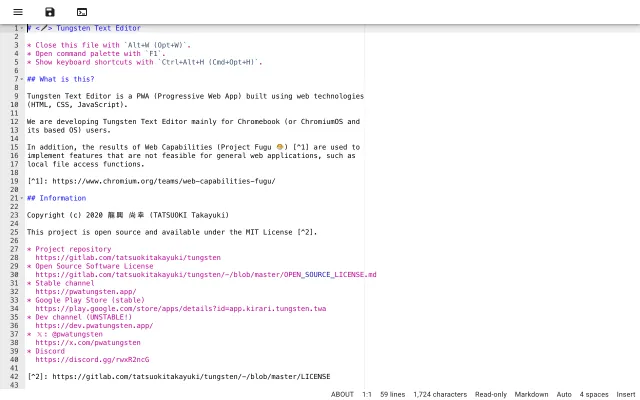 1 # <🖊/> Tungsten Text Editor
2
3 * Close this file with `Alt+W (Opt+W)`.
4 * Open command palette with `F1`.
5 * Show keyboard shortcuts with `Ctrl+Alt+H (Cmd+Opt+H)`.
6
7 ## What is this?
8
9 Tungsten Text Editor is a PWA (Progressive Web App) built using web technologies
10 (HTML, CSS, JavaScript).
11
12 We are developing Tungsten Text Editor mainly for Chromebook (or ChromiumOS and
13 its based OS) users.
14
15 In addition, the results of Web Capabilities (Project Fugu 🐡) [^1] are used to
16 implement features that are not feasible for general web applications, such as
17 local file access functions.
18
19 [^1]: https://www.chromium.org/teams/web-capabilities-fugu/
20
21 ## Information
22
23 Copyright (c) 2020 龍興 尚幸 (TATSUOKI Takayuki)
24
25 This project is open source and available under the MIT License [^2].
26
27 * Project repository
28 https://gitlab.com/tatsuokitakayuki/tungsten
29 * Open Source Software License
30 https://gitlab.com/tatsuokitakayuki/tungsten/-/blob/master/OPEN_SOURCE_LICENSE.md
31 * Stable channel
32 https://pwatungsten.app/
33 * Google Play Store (stable)
34 https://play.google.com/store/apps/details?id=app.kirari.tungsten.twa
35 * Dev channel (UNSTABLE!)
36 https://dev.pwatungsten.app/
37 * 𝕏: @pwatungsten
38 https://x.com/pwatungsten
39 * Discord
40 https://discord.gg/rwxR2ncG
41
42 [^2]: https://gitlab.com/tatsuokitakayuki/tungsten/-/blob/master/LICENSE
43
ABOUT 1:1 59 lines 1,724 characters Read-only Markdown Auto 4 spaces Insert